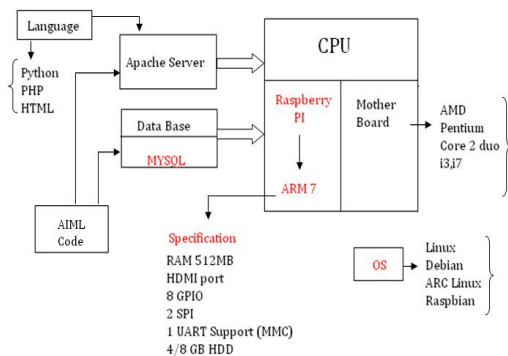 Language
Python
PHP
HTML
Apache Server
Data Base
MYSQL
AIML
Code
CPU
Raspberry
PI
ARM 7
Mother
Board
AMD
Pentium
Core 2 duo
i3,i7
Specification
RAM 512MB
HDMI port
8 GPIO
2 SPI
1 UART Support (MMC)
4/8 GB HDD
OS
Linux
Debian
ARC Linux
Raspbian